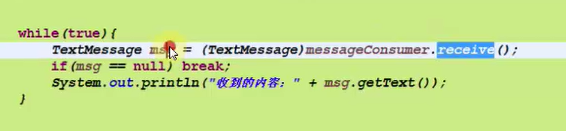 while(true){
TextMessage msg = (TextMessage)messageConsumer.receive();
if(msg == null) break;
System.out.println("收到的内容：" + msg.getText());
}